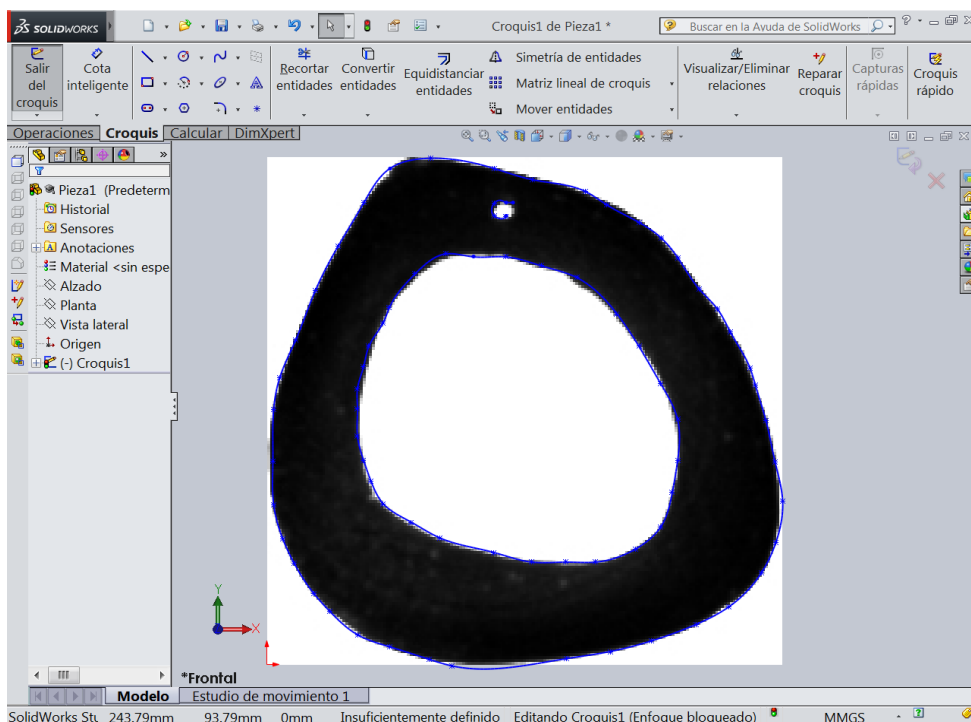 SOLIDWORKS
Croquis1 de Pieza1 *
Buscar en la Ayuda de SolidWorks
Salir del croquis
Cota inteligente
Recortar entidades
Convertir entidades
Equidistanciar entidades
Simetría de entidades
Matriz lineal de croquis
Mover entidades
Visualizar/Eliminar relaciones
Reparar croquis
Capturas rápidas
Croquis rápido
Operaciones Croquis Calcular DimXpert
Pieza1 (Predeterm
Historial
Sensores
Anotaciones
Material <sin espe
Alzado
Planta
Vista lateral
Origen
(-) Croquis1
Y
X
*Frontal
Modelo Estudio de movimiento 1
SolidWorks Stu 243.79mm 93.79mm 0mm Insuficientemente definido Editando Croquis1 (Enfoque bloqueado) MMGS